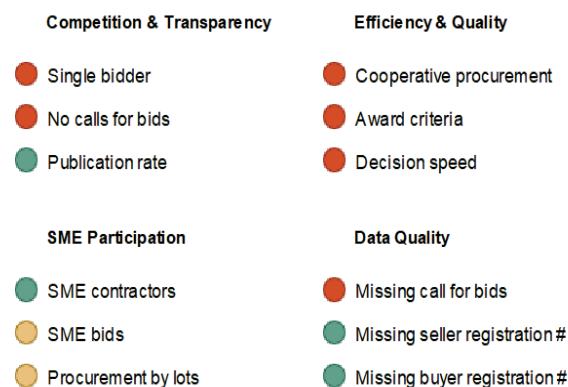 Competition & Transparency
Single bidder
No calls for bids
Publication rate
Efficiency & Quality
Cooperative procurement
Award criteria
Decision speed
SME Participation
SME contractors
SME bids
Procurement by lots
Data Quality
Missing call for bids
Missing seller registration #
Missing buyer registration #